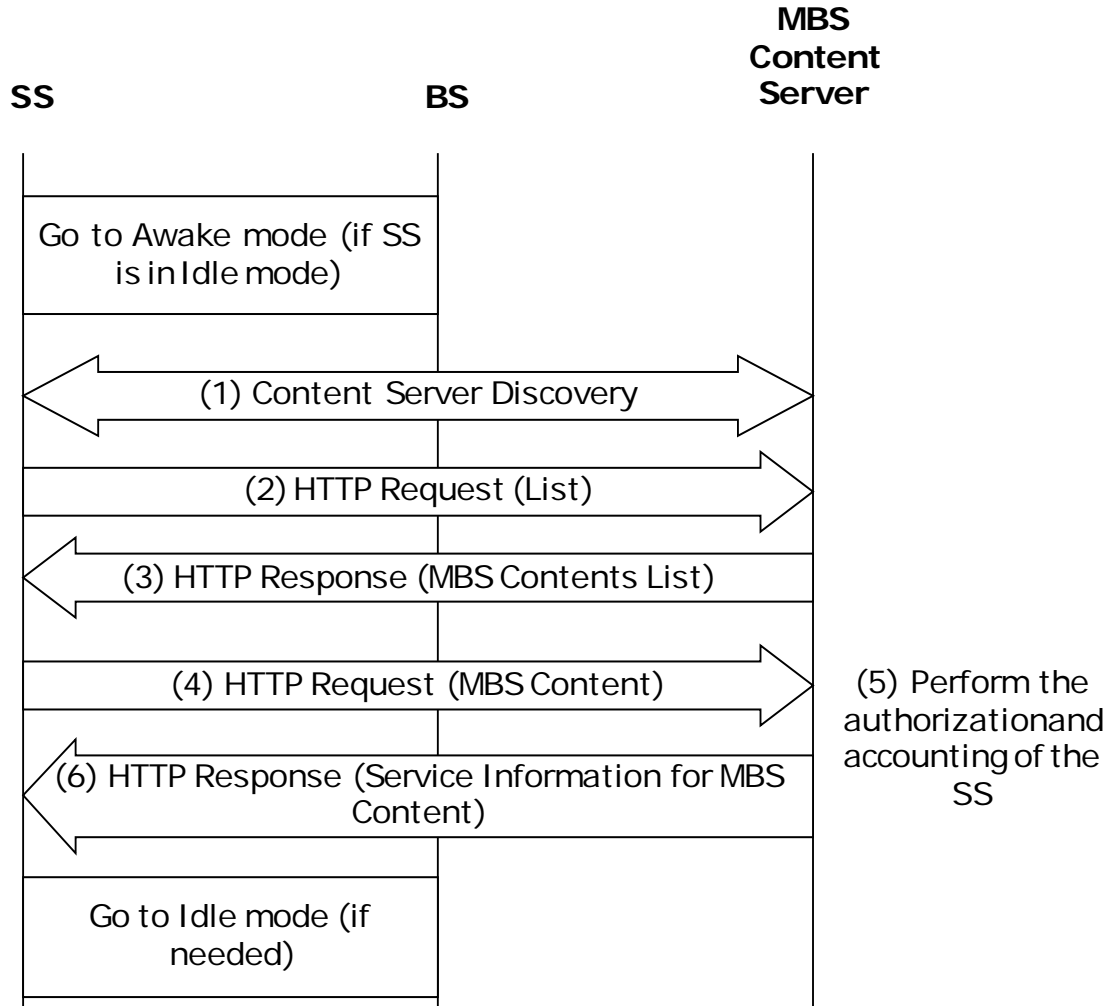 MBS
Content
Server
SS
BS
Go to Awake mode (if SS
is in Idle mode)
(1) Content Server Discovery
(2) HTTP Request (List)
(3) HTTP Response (MBS Contents List)
(4) HTTP Request (MBS Content)
(5) Perform the
authorizationand
accounting of the
SS
(6) HTTP Response (Service Information for MBS
Content)
Go to Idle mode (if
needed)